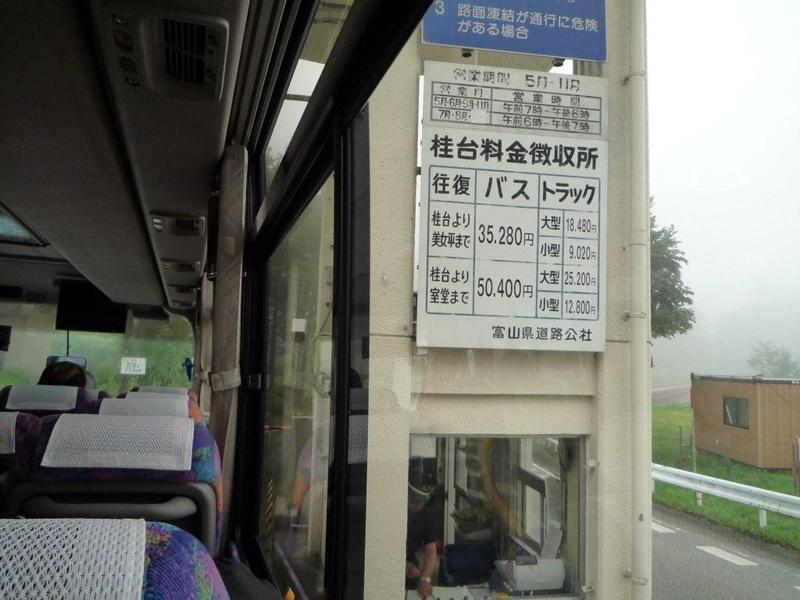 3 路面凍結が通行に危険
がある場合
営業期間 5月-11月
営業月 営業時間
5月・6月・9月-11月 午前7時~午後6時
7月・8月 午前6時~午後7時
桂台料金徴収所
往復 バス トラック
桂台より 大型 18.480円
美女平まで 35.280円 小型 9.020円
桂台より 大型 25.200円
室堂まで 50.400円 小型 12.800円
富山県道路公社